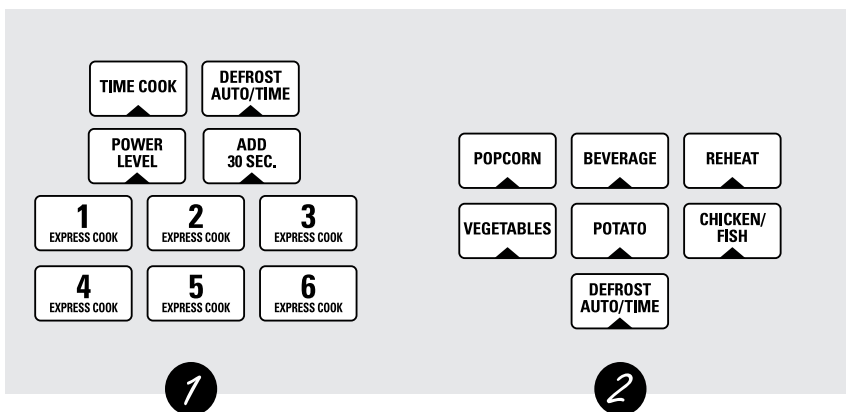 TIME COOK
DEFROST
AUTO/TIME
POWER
LEVEL
ADD
30 SEC.
1
EXPRESS COOK
2
EXPRESS COOK
3
EXPRESS COOK
4
EXPRESS COOK
5
EXPRESS COOK
6
EXPRESS COOK
1
POPCORN
BEVERAGE
REHEAT
VEGETABLES
POTATO
CHICKEN/
FISH
DEFROST
AUTO/TIME
2